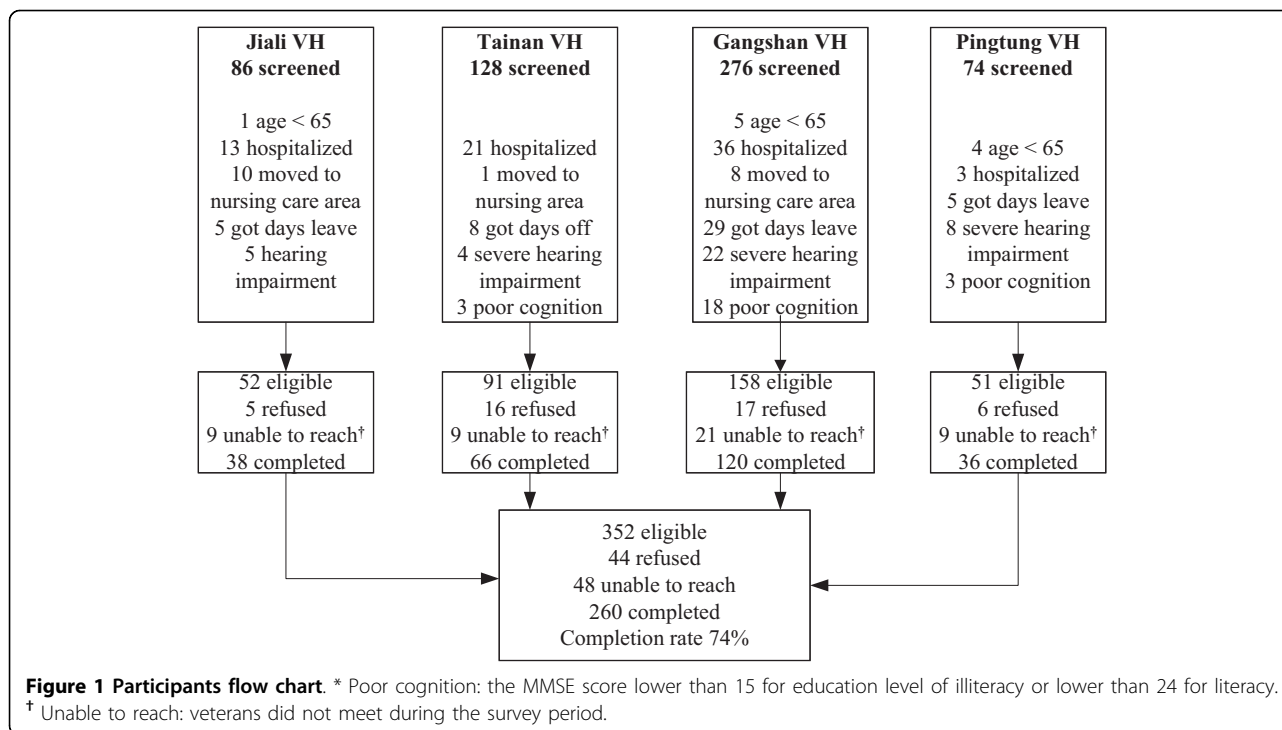 Jiali VH
86 screened
1 age < 65
13 hospitalized
10 moved to
nursing care area
5 got days leave
5 hearing
impairment
Tainan VH
128 screened
21 hospitalized
1 moved to
nursing area
8 got days off
4 severe hearing
impairment
3 poor cognition
Gangshan VH
276 screened
5 age < 65
36 hospitalized
8 moved to
nursing care area
29 got days leave
22 severe hearing
impairment
18 poor cognition
Pingtung VH
74 screened
4 age < 65
3 hospitalized
5 got days leave
8 severe hearing
impairment
3 poor cognition
52 eligible
5 refused
9 unable to reach†
38 completed
91 eligible
16 refused
9 unable to reach†
66 completed
158 eligible
17 refused
21 unable to reach†
120 completed
51 eligible
6 refused
9 unable to reach†
36 completed
352 eligible
44 refused
48 unable to reach
260 completed
Completion rate 74%
Figure 1 Participants flow chart. * Poor cognition: the MMSE score lower than 15 for education level of illiteracy or lower than 24 for literacy.
† Unable to reach: veterans did not meet during the survey period.